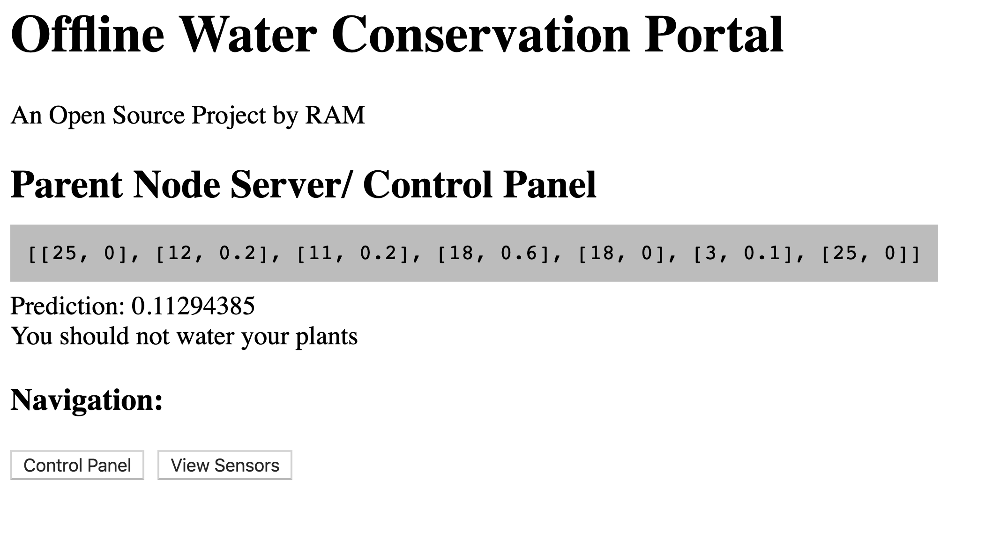 Offline Water Conservation Portal
An Open Source Project by RAM
Parent Node Server/ Control Panel
[[25, 0], [12, 0.2], [11, 0.2], [18, 0.6], [18, 0], [3, 0.1], [25, 0]]
Prediction: 0.11294385
You should not water your plants
Navigation:
Control Panel View Sensors